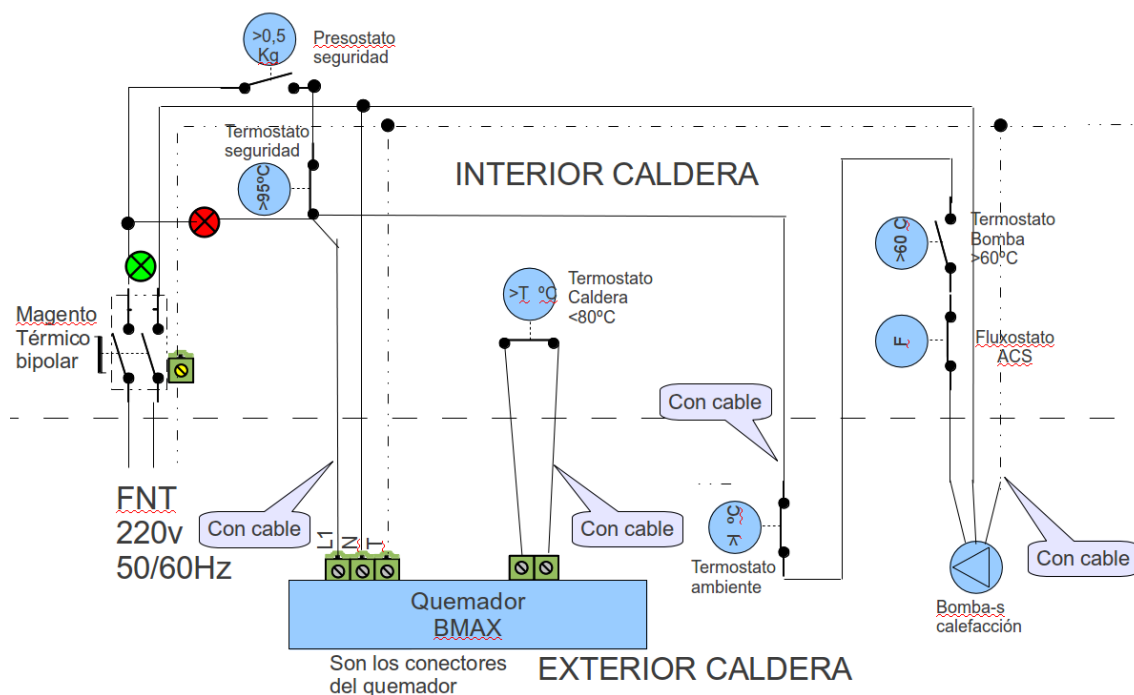 >0,5
Kg
Presostato
seguridad
Termostato
seguridad
>95ºC
INTERIOR CALDERA
>60 C
Termostato
Bomba
>60ºC
>T ºC
Termostato
Caldera
<80ºC
Magento
Térmico
bipolar
F
Fluxostato
ACS
Con cable
FNT
220v
50/60Hz
Con cable
L1
N
T
Con cable
Termostato
ambiente
Con cable
Quemador
BMAX
Bomba-s
calefacción
Son los conectores
del quemador
EXTERIOR CALDERA